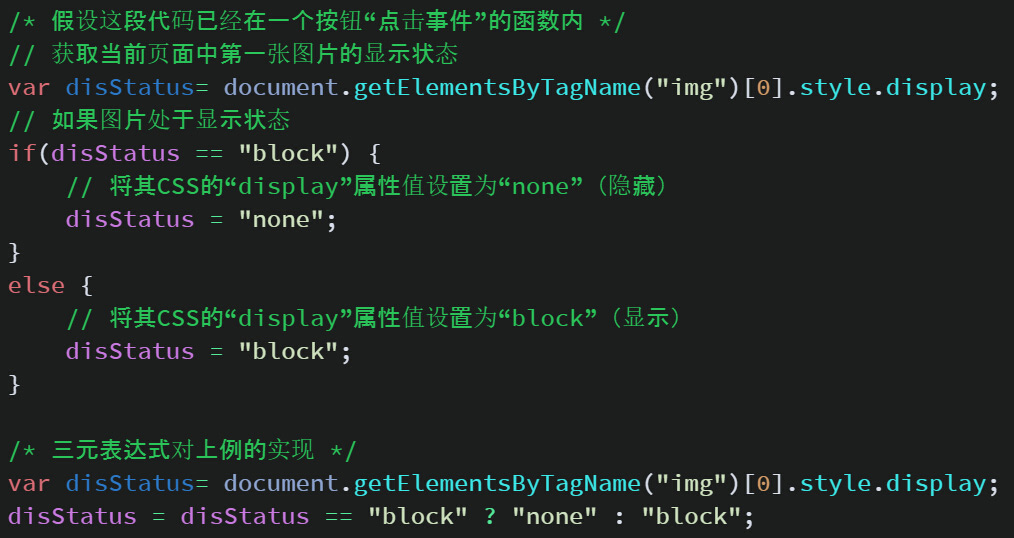 /* 假设这段代码已经在一个按钮“点击事件”的函数内 */
// 获取当前页面中第一张图片的显示状态
var disStatus= document.getElementsByTagName("img")[0].style.display;
// 如果图片处于显示状态
if(disStatus == "block") {
    // 将其CSS的“display”属性值设置为“none”（隐藏）
    disStatus = "none";
}
else {
    // 将其CSS的“display”属性值设置为“block”（显示）
    disStatus = "block";
}
/* 三元表达式对上例的实现 */
var disStatus= document.getElementsByTagName("img")[0].style.display;
disStatus = disStatus == "block" ? "none" : "block";